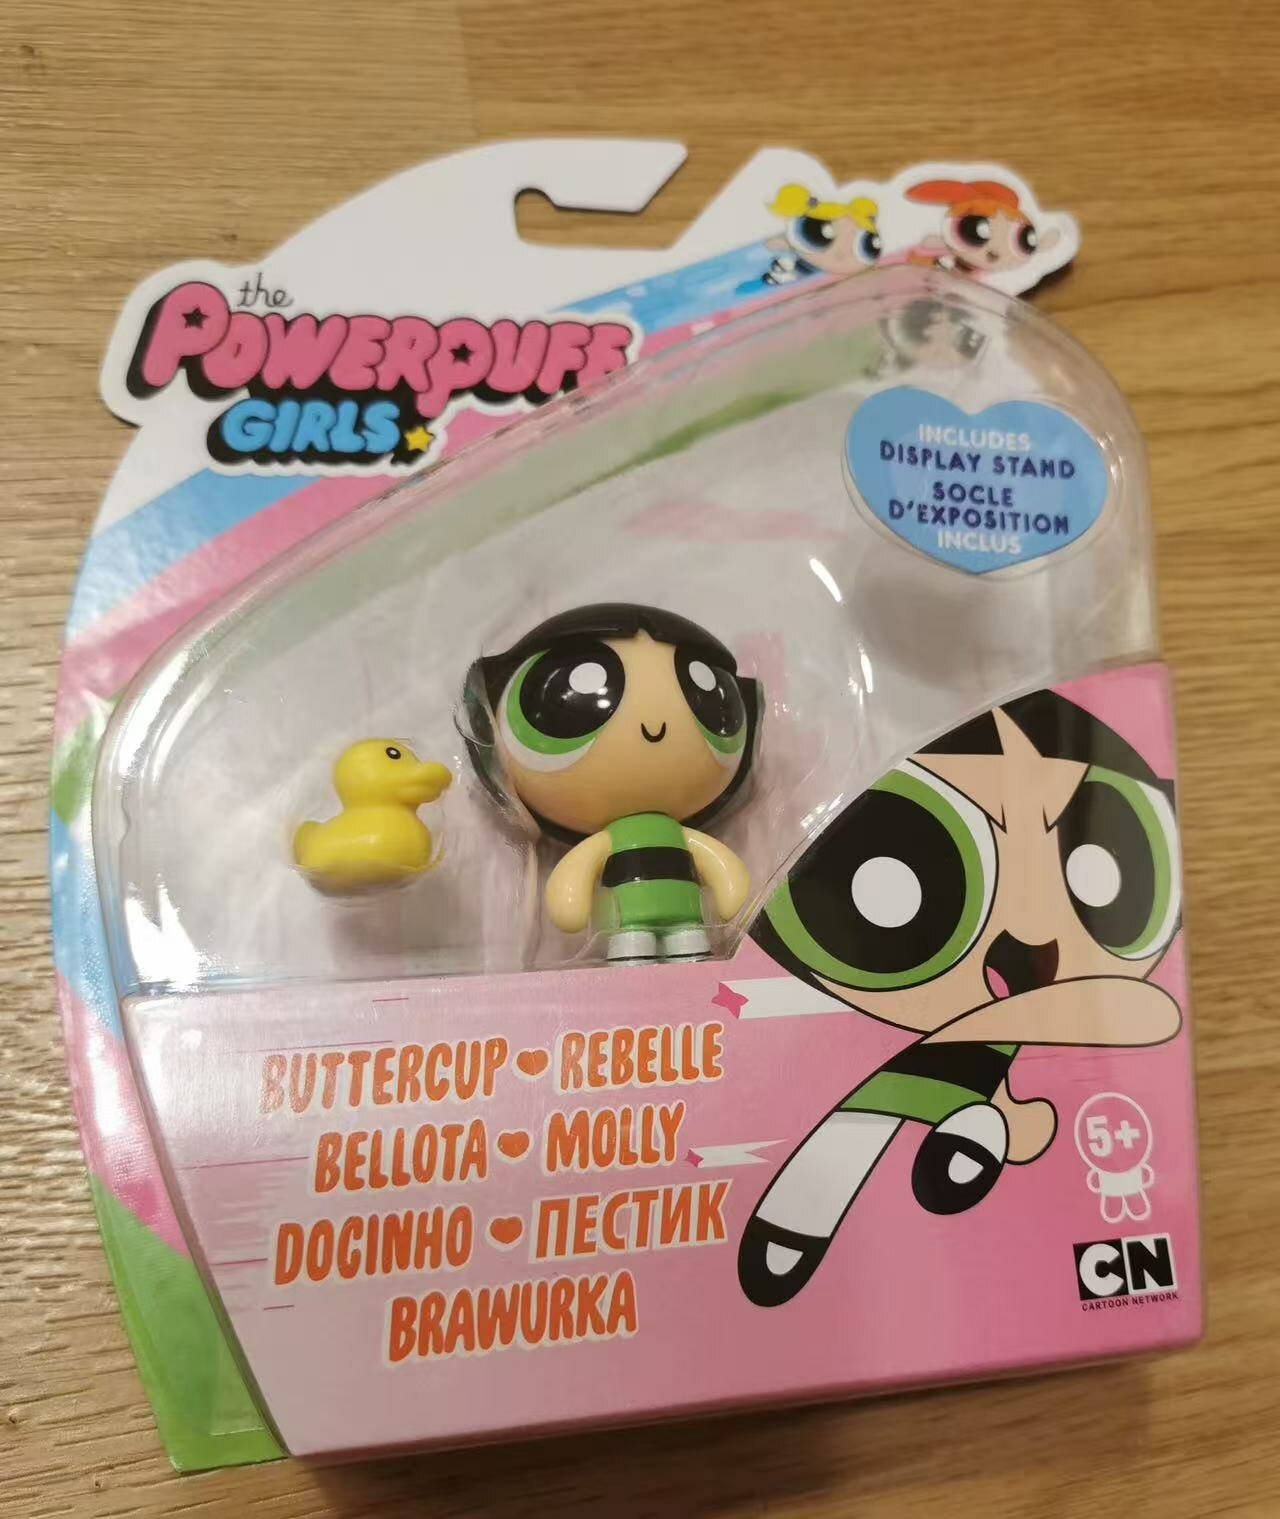 the
POWERPUFF
GIRLS
INCLUDES
DISPLAY STAND
SOCLE
D'EXPOSITION
INCLUS
BUTTERCUP REBELLE
BELLOTA MOLLY
DOCINHO ПЕСТИК
BRAWURKA
5+
CN
CARTOON NETWORK